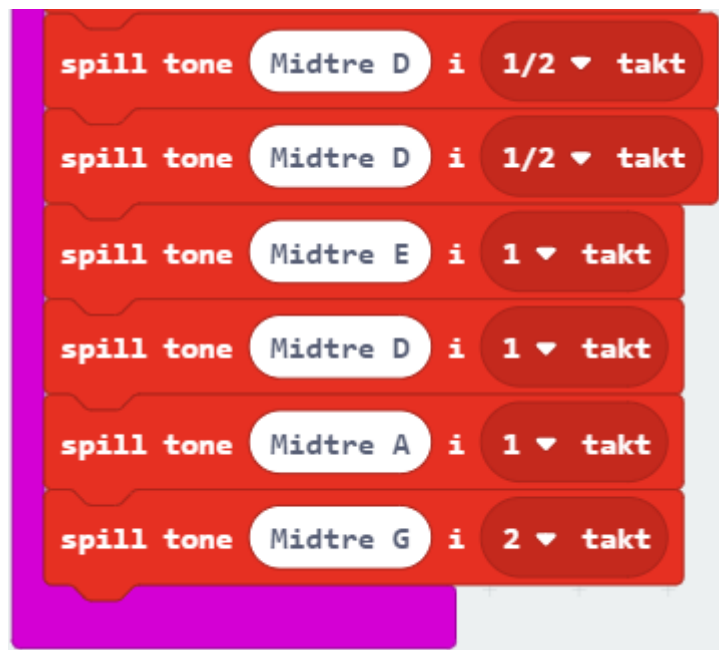 spill tone Midtre D i 1/2 takt
spill tone Midtre D i 1/2 takt
spill tone Midtre E i 1 takt
spill tone Midtre D i 1 takt
spill tone Midtre A i 1 takt
spill tone Midtre G i 2 takt